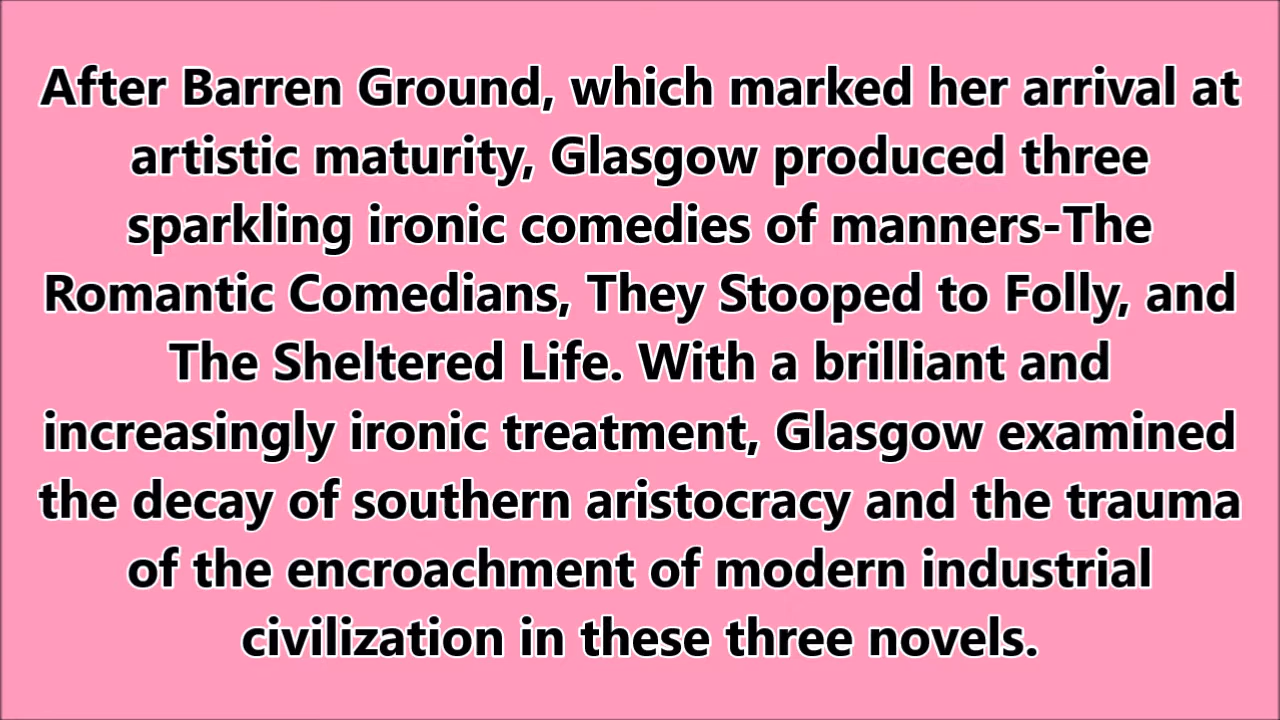 After Barren Ground, which marked her arrival at
artistic maturity, Glasgow produced three
sparkling ironic comedies of manners-The
Romantic Comedians, They Stooped to Folly, and
The Sheltered Life. With a brilliant and
increasingly ironic treatment, Glasgow examined
the decay of southern aristocracy and the trauma
of the encroachment of modern industrial
civilization in these three novels.